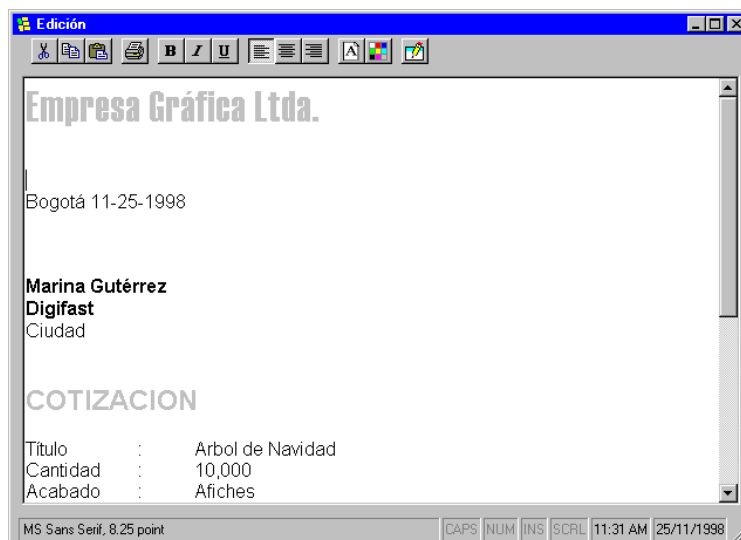 Edición
B I U A
Empresa Gráfica Ltda.
Bogotá 11-25-1998
Marina Gutérrez
Digifast
Ciudad
COTIZACION
Título : Arbol de Navidad
Cantidad : 10,000
Acabado : Afiches
MS Sans Serif, 8.25 point CAPS NUM INS SCRL 11:31 AM 25/11/1998